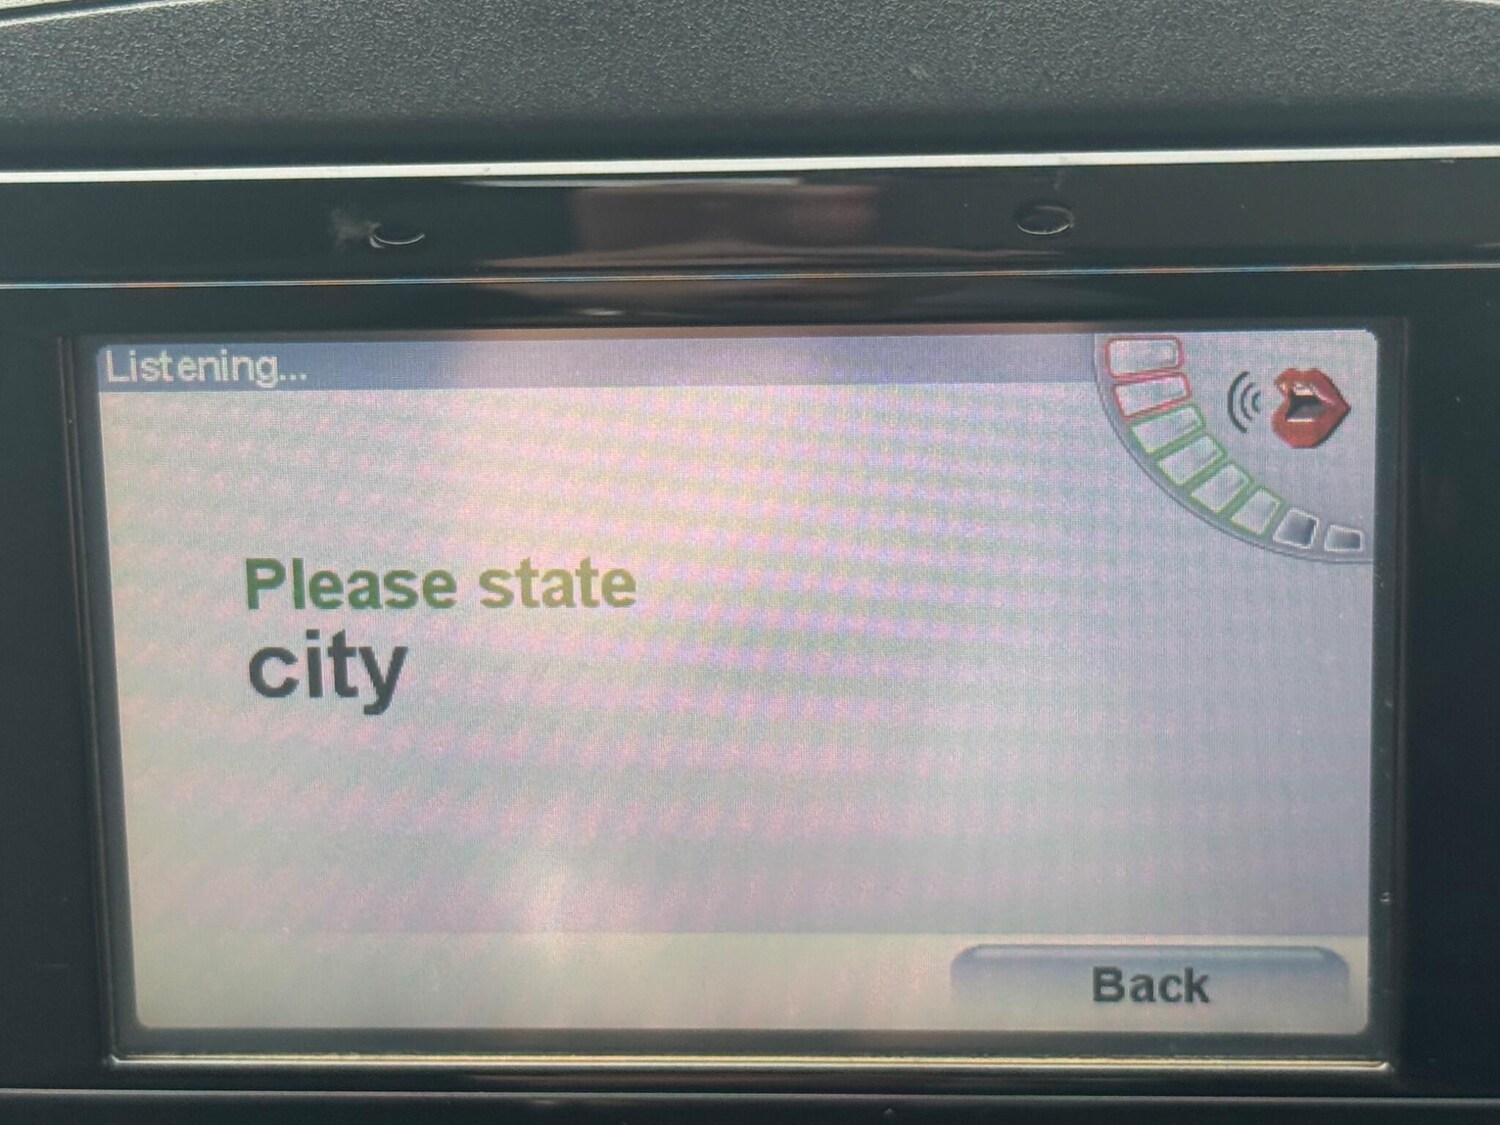 Listening...
Please state
city
Back